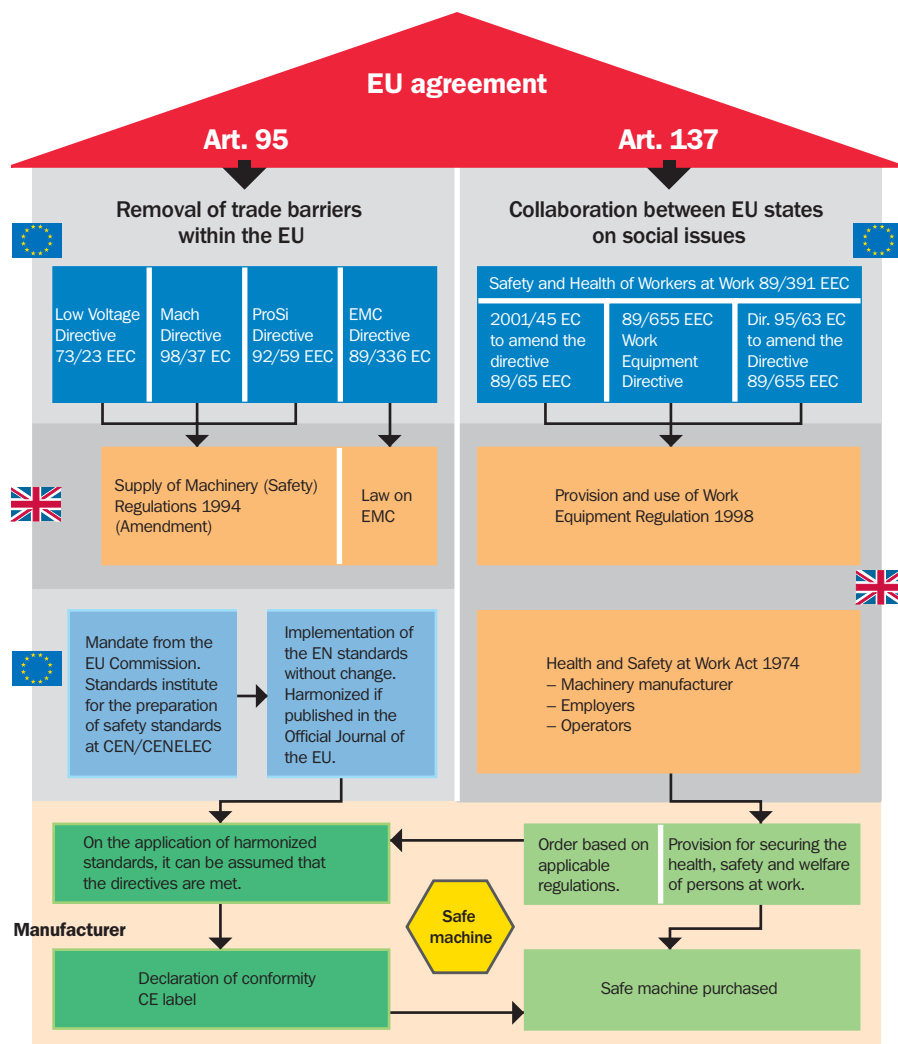 EU agreement
Art. 95
Art. 137
Removal of trade barriers
within the EU
Collaboration between EU states
on social issues
Low Voltage
Directive
73/23 EEC
Mach
Directive
98/37 EC
ProSi
Directive
92/59 EEC
EMC
Directive
89/336 EC
Safety and Health of Workers at Work 89/391 EEC
2001/45 EC
to amend the
directive
89/65 EEC
89/655 EEC
Work
Equipment
Directive
Dir. 95/63 EC
to amend the
Directive
89/655 EEC
Supply of Machinery (Safety)
Regulations 1994
(Amendment)
Law on
EMC
Provision and use of Work
Equipment Regulation 1998
Mandate from the
EU Commission.
Standards institute
for the preparation
of safety standards
at CEN/CENELEC
Implementation of
the EN standards
without change.
Harmonized if
published in the
Official Journal of
the EU.
Health and Safety at Work Act 1974
– Machinery manufacturer
– Employers
– Operators
On the application of harmonized
standards, it can be assumed that
the directives are met.
Order based on
applicable
regulations.
Provision for securing the
health, safety and welfare
of persons at work.
Manufacturer
Safe
machine
Declaration of conformity
CE label
Safe machine purchased